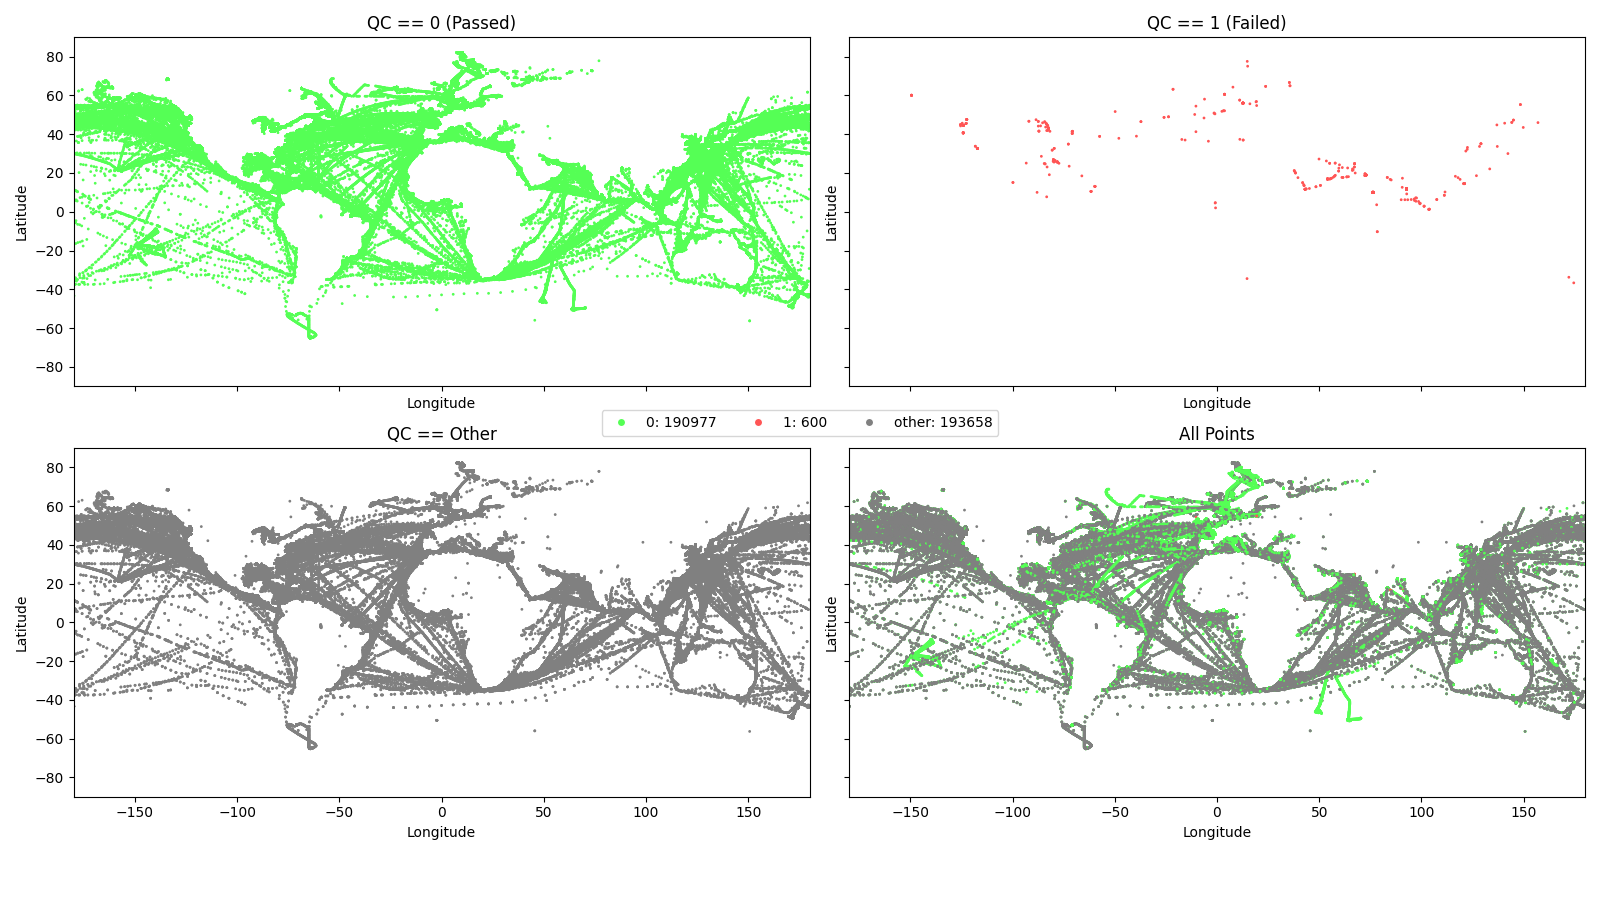 QC == 0 (Passed)
QC == 1 (Failed)
80
60
40
20
0
−20
−40
−60
−80
Latitude
Latitude
Longitude
Longitude
0: 190977 1: 600 other: 193658
QC == Other
All Points
80
60
40
20
0
−20
−40
−60
−80
Latitude
Latitude
−150 −100 −50 0 50 100 150
−150 −100 −50 0 50 100 150
Longitude
Longitude